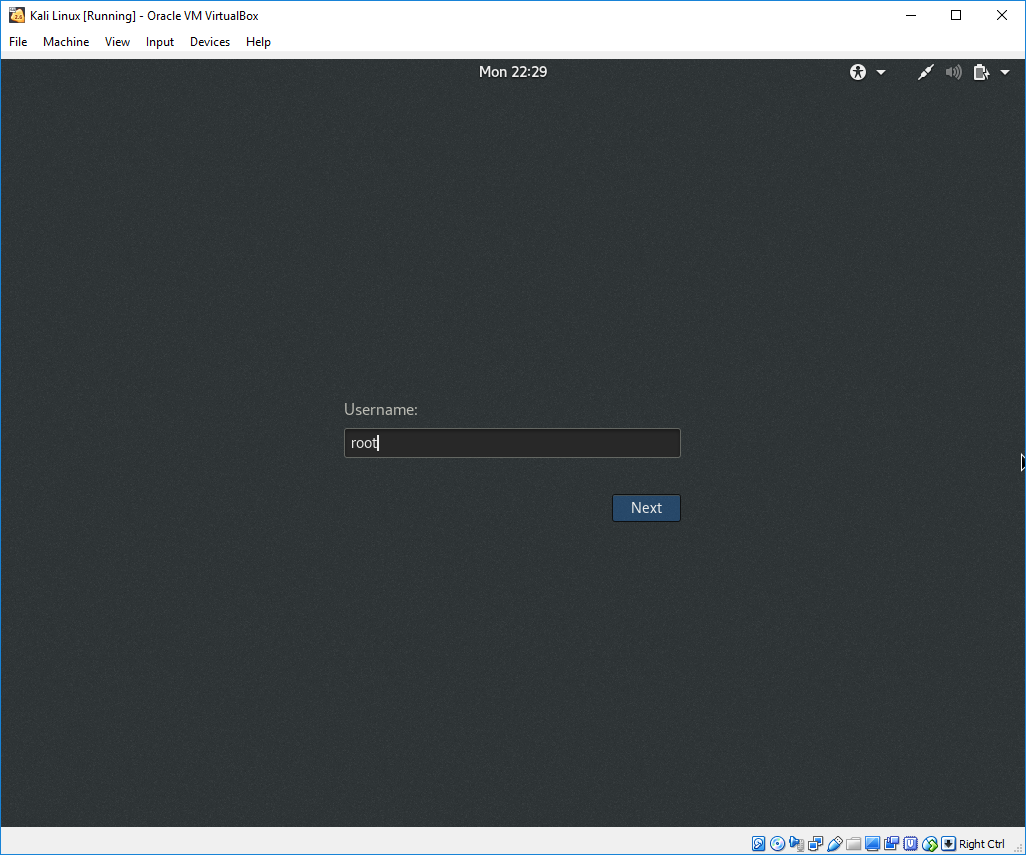 Kali Linux [Running] - Oracle VM VirtualBox
File Machine View Input Devices Help
Mon 22:29
Username:
root
Next
Right Ctrl